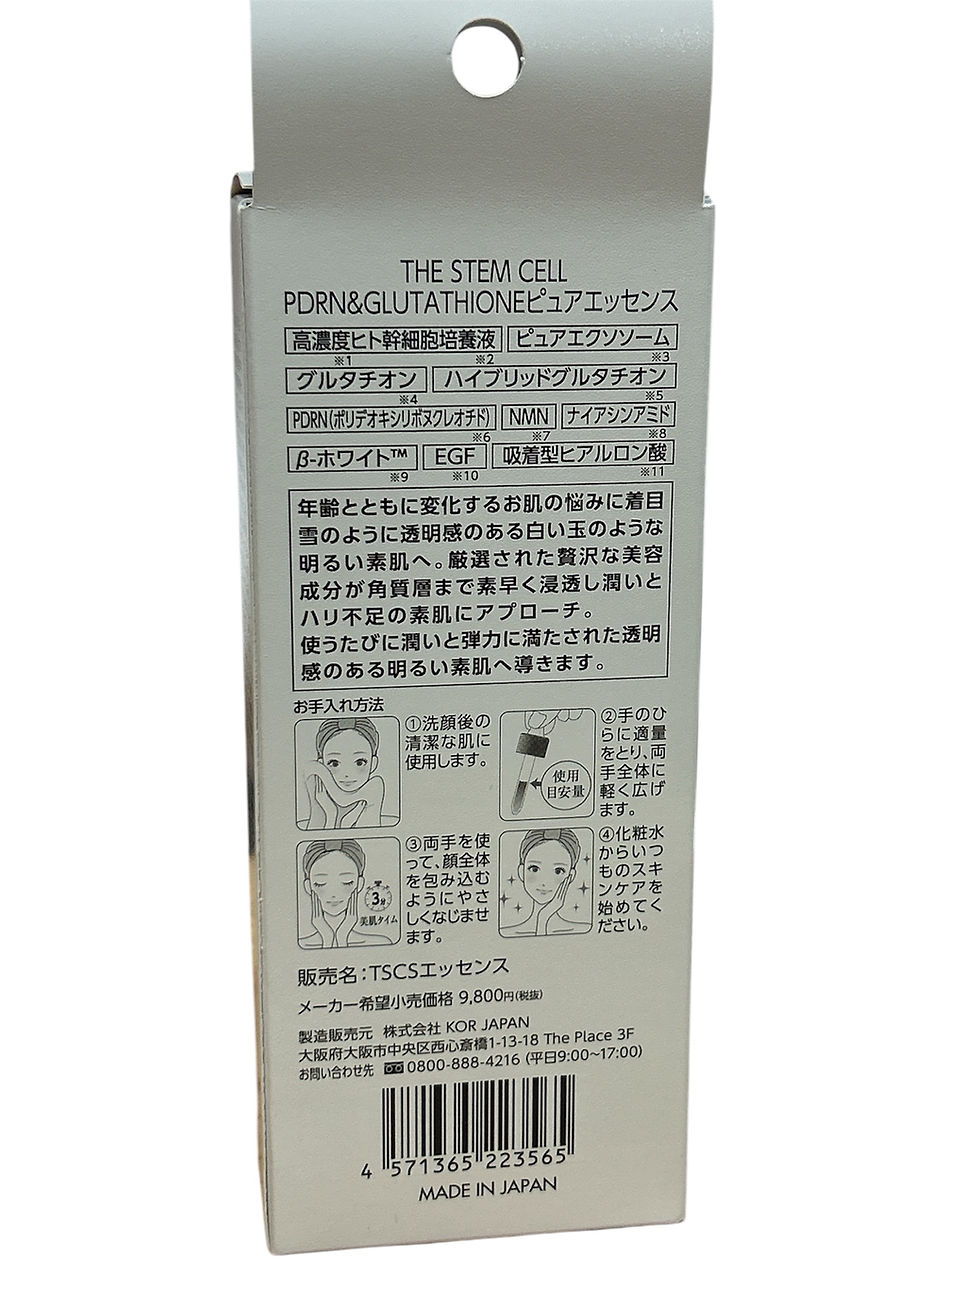 THE STEM CELL
PDRN&GLUTATHIONEピュアエッセンス
高濃度ヒト幹細胞培養液 ピュアエクソソーム
※1 ※2 ※3
グルタチオン ハイブリッドグルタチオン
※4 ※5
PDRN(ポリデオキシリボヌクレオチド) NMN ナイアシンアミド
※6 ※7 ※8
β-ホワイト™ EGF 吸着型ヒアルロン酸
※9 ※10 ※11
年齢とともに変化するお肌の悩みに着目
雪のように透明感のある白い玉のような
明るい素肌へ。厳選された贅沢な美容
成分が角質層まで素早く浸透し潤いと
ハリ不足の素肌にアプローチ。
使うたびに潤いと弾力に満たされた透明
感のある明るい素肌へ導きます。
お手入れ方法
①洗顔後の
清潔な肌に
使用します。
②手のひ
らに適量
をとり、両
手全体に
軽く広げ
ます。
使用
目安量
③両手を使
って、顔全体
を包み込む
ようにやさ
しくなじませ
ます。
3分
美肌タイム
④化粧水
からいつ
ものスキ
ンケアを
始めてく
ださい。
販売名:TSCSエッセンス
メーカー希望小売価格 9,800円(税抜)
製造販売元 株式会社 KOR JAPAN
大阪府大阪市中央区西心斎橋1-13-18 The Place 3F
お問い合わせ先 0800-888-4216 (平日9:00~17:00)
4 571365 223565
MADE IN JAPAN